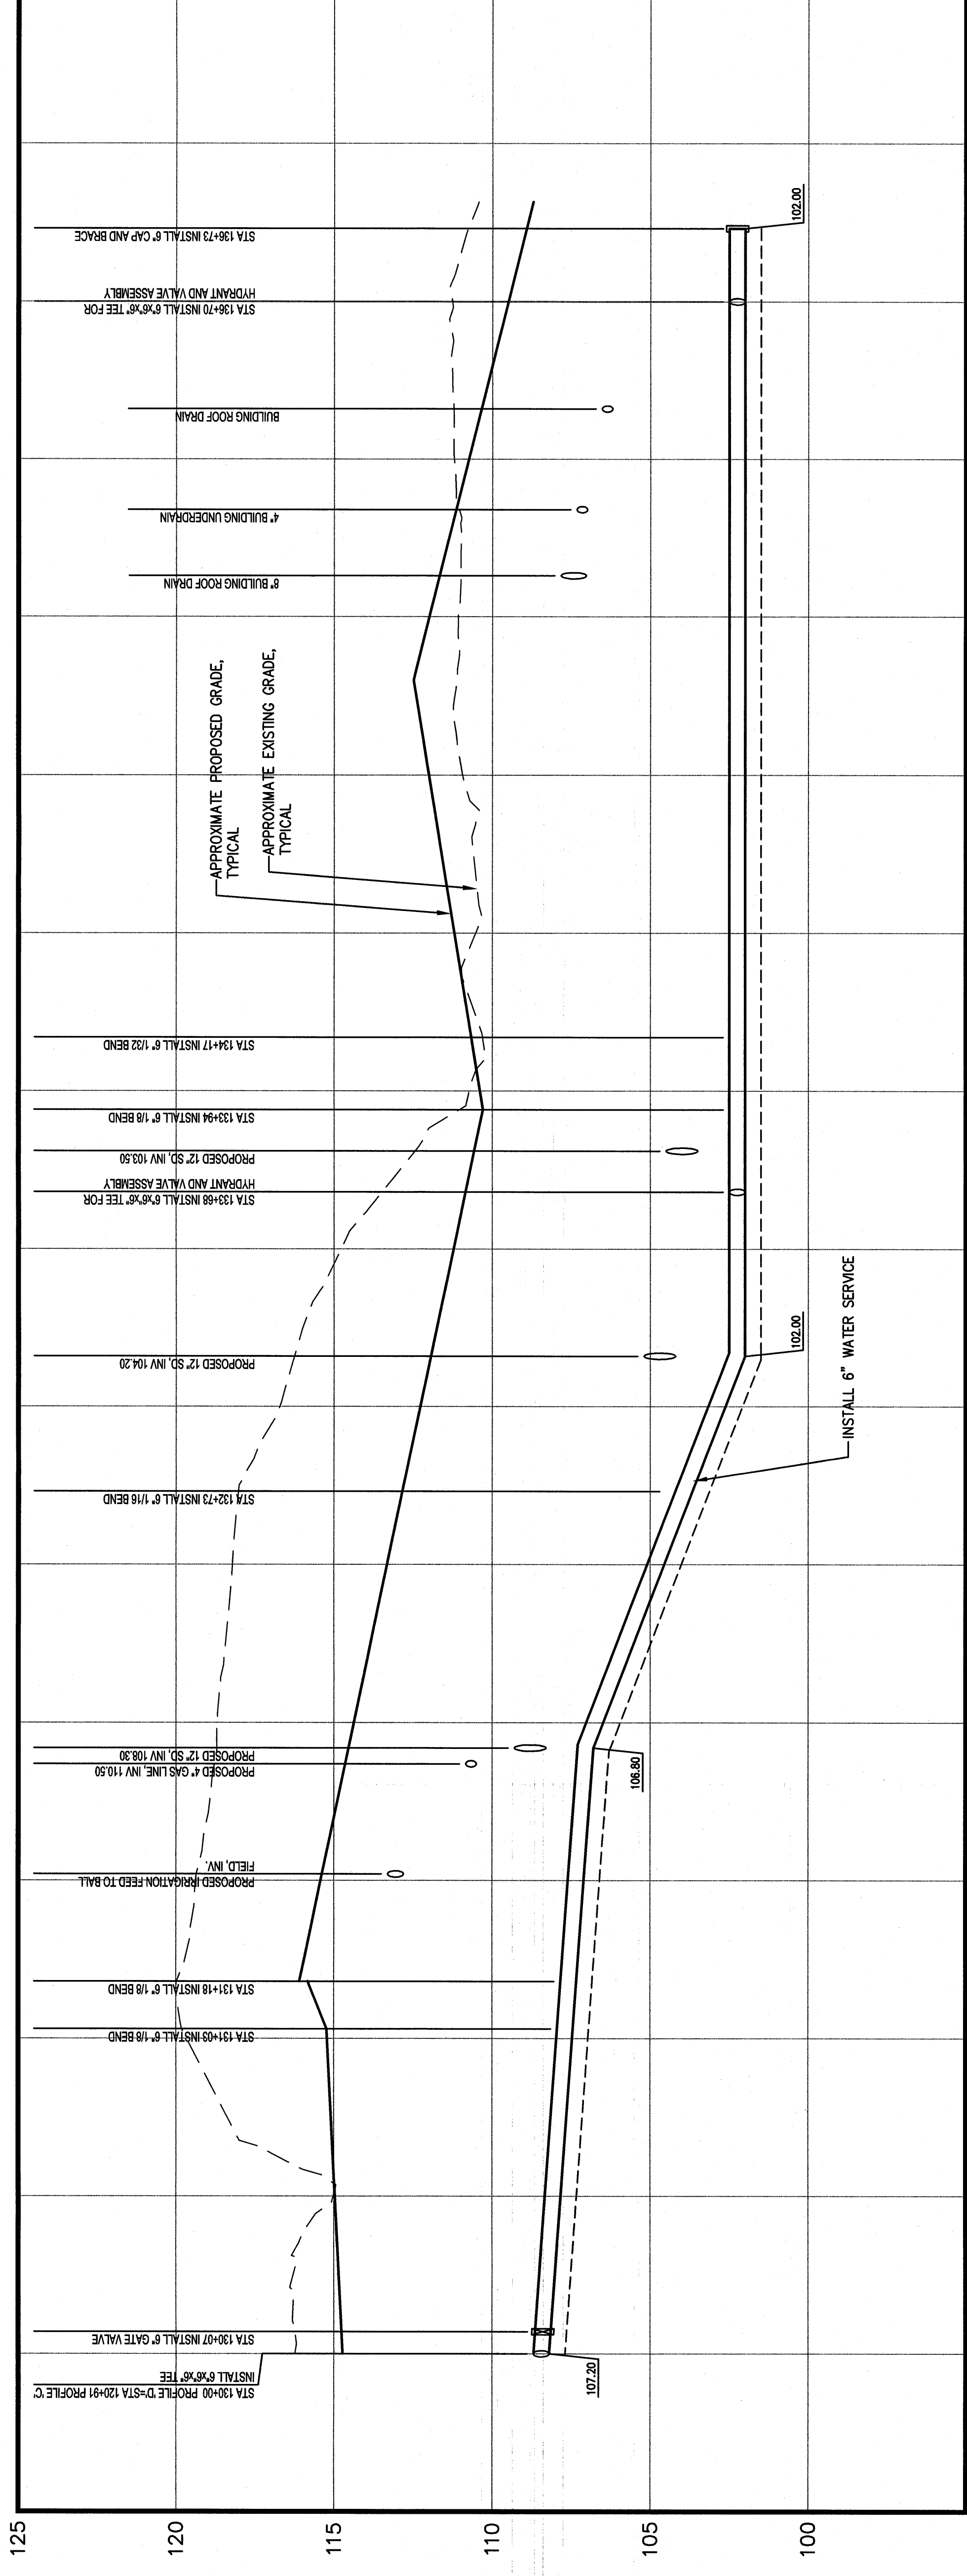 125
120
115
110
105
100
STA 130+00 PROFILE 'D'=STA 120+91 PROFILE 'C'
INSTALL 6"x6"x6" TEE
STA 130+07 INSTALL 6" GATE VALVE
107.20
STA 131+03 INSTALL 6" 1/8 BEND
STA 131+18 INSTALL 6" 1/8 BEND
PROPOSED IRRIGATION FEED TO BALL
FIELD, INV.
PROPOSED 4" GAS LINE, INV 110.50
PROPOSED 12" SD, INV 108.30
106.80
STA 132+73 INSTALL 6" 1/16 BEND
INSTALL 6" WATER SERVICE
PROPOSED 12" SD, INV 104.20
102.00
STA 133+68 INSTALL 6"x6"x6" TEE FOR
HYDRANT AND VALVE ASSEMBLY
PROPOSED 12" SD, INV 103.50
STA 133+94 INSTALL 6" 1/8 BEND
STA 134+17 INSTALL 6" 1/32 BEND
APPROXIMATE PROPOSED GRADE,
TYPICAL
APPROXIMATE EXISTING GRADE,
TYPICAL
8" BUILDING ROOF DRAIN
4" BUILDING UNDERDRAIN
BUILDING ROOF DRAIN
STA 136+70 INSTALL 6"x6"x6" TEE FOR
HYDRANT AND VALVE ASSEMBLY
STA 136+73 INSTALL 6" CAP AND BRACE
102.00